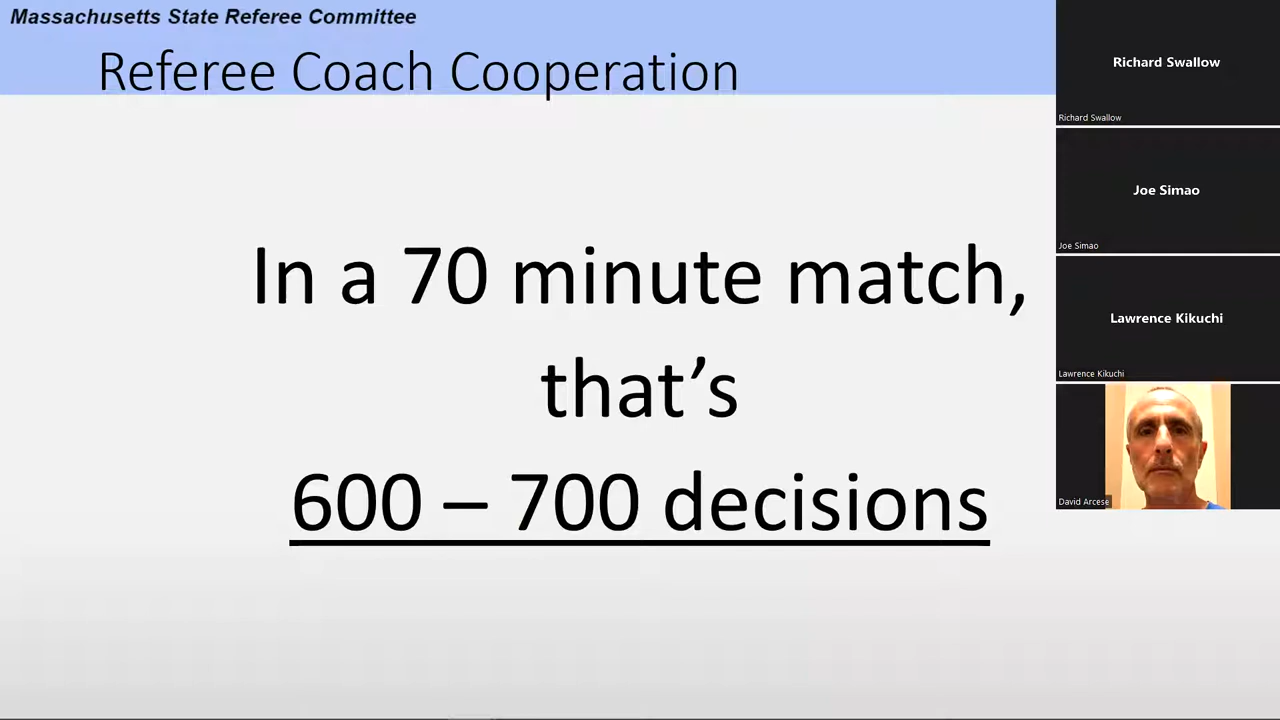 Massachusetts State Referee Committee
Referee Coach Cooperation
In a 70 minute match,
that’s
600 – 700 decisions
Richard Swallow
Richard Swallow
Joe Simao
Joe Simao
Lawrence Kikuchi
Lawrence Kikuchi
David Arcese